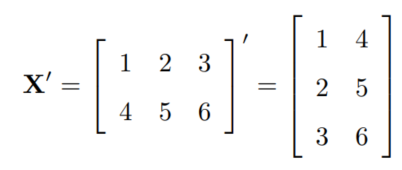 X′ = [ 1 2 3 ]′ = [ 1 4 ]
[ 4 5 6 ] [ 2 5 ]
[ 3 6 ]